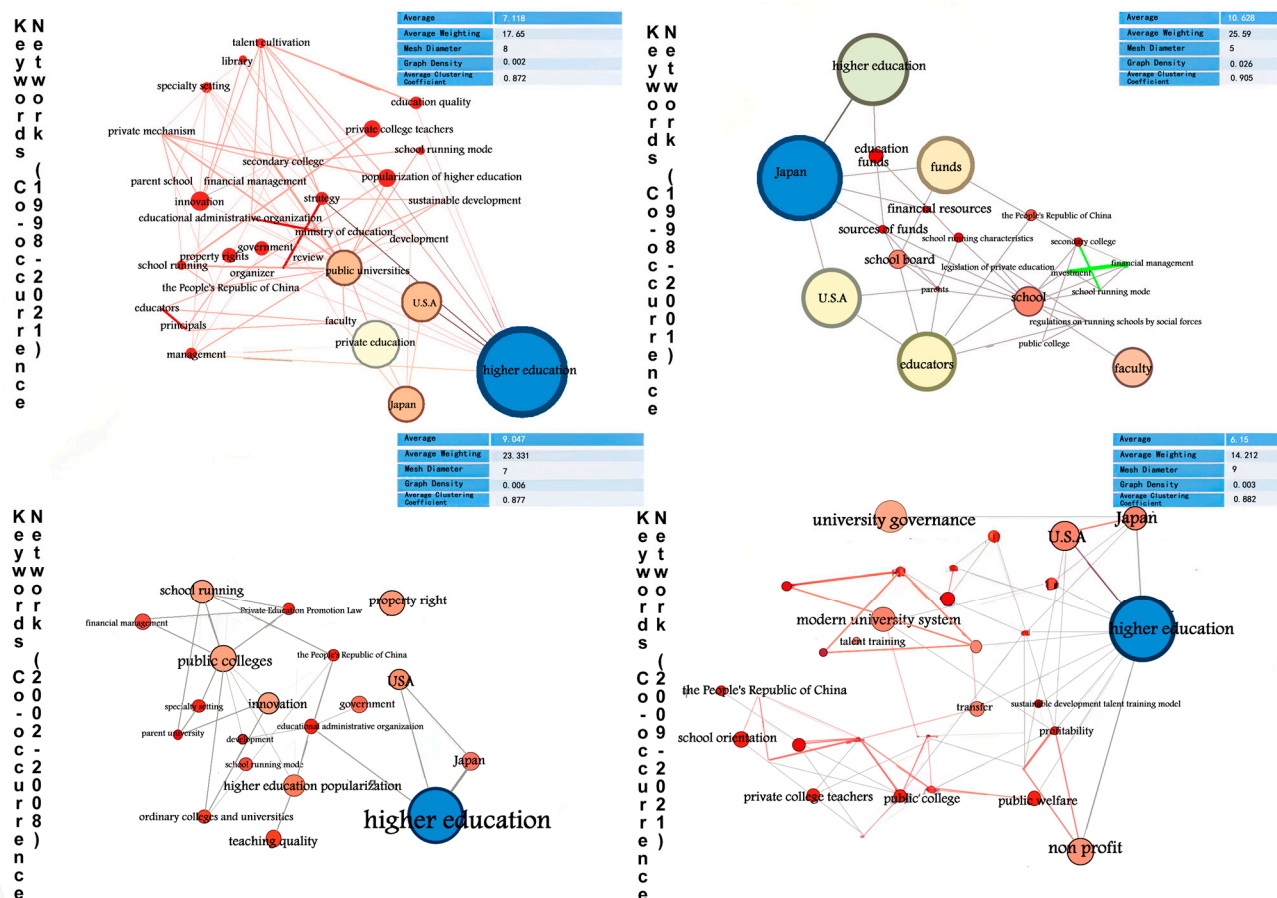 Keywords Co-occurrence
Network (1998-2021)
Average 7.118
Average Weighting 17.65
Mesh Diameter 8
Graph Density 0.002
Average Clustering
Coefficient 0.872
talent cultivation
library
specialty setting
education quality
private mechanism
private college teachers
school running mode
secondary college
parent school
financial management
popularization of higher education
innovation
strategy
sustainable development
educational administrative organization
ministry of education
development
government
property rights
review
school running
organizer
public universities
the People's Republic of China
educators
U.S.A
principals
faculty
private education
management
higher education
Japan
Keywords Co-occurrence
Network (1998-2001)
Average 10.628
Average Weighting 25.59
Mesh Diameter 5
Graph Density 0.026
Average Clustering
Coefficient 0.905
higher education
education
funds
Japan
funds
financial resources
the People's Republic of China
sources of funds
school running characteristics
secondary college
school board
legislation of private education
investment
financial management
parents
school running mode
U.S.A
school
regulations on running schools by social forces
public college
educators
faculty
Keywords Co-occurrence
Network (2002-2008)
Average 9.047
Average Weighting 23.331
Mesh Diameter 7
Graph Density 0.006
Average Clustering
Coefficient 0.877
school running
property right
Private Education Promotion Law
financial management
public colleges
the People's Republic of China
USA
specialty setting
innovation
government
educational administrative organization
parent university
development
school running mode
Japan
higher education popularization
ordinary colleges and universities
higher education
teaching quality
Keywords Co-occurrence
Network (2009-2021)
Average 6.15
Average Weighting 14.212
Mesh Diameter 9
Graph Density 0.003
Average Clustering
Coefficient 0.882
university governance
Japan
U.S.A
modern university system
talent training
higher education
the People's Republic of China
transfer
sustainable development talent training model
school orientation
profitability
private college teachers
public college
public welfare
non profit